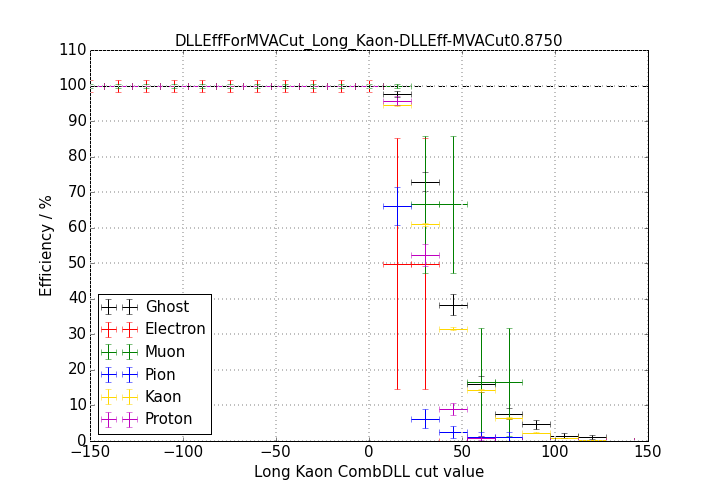 DLLEffForMVACut_Long_Kaon-DLLEff-MVACut0.8750
110
100
90
80
70
60
50
40
30
20
10
0
Efficiency / %
Ghost
Electron
Muon
Pion
Kaon
Proton
−150 −100 −50 0 50 100 150
Long Kaon CombDLL cut value